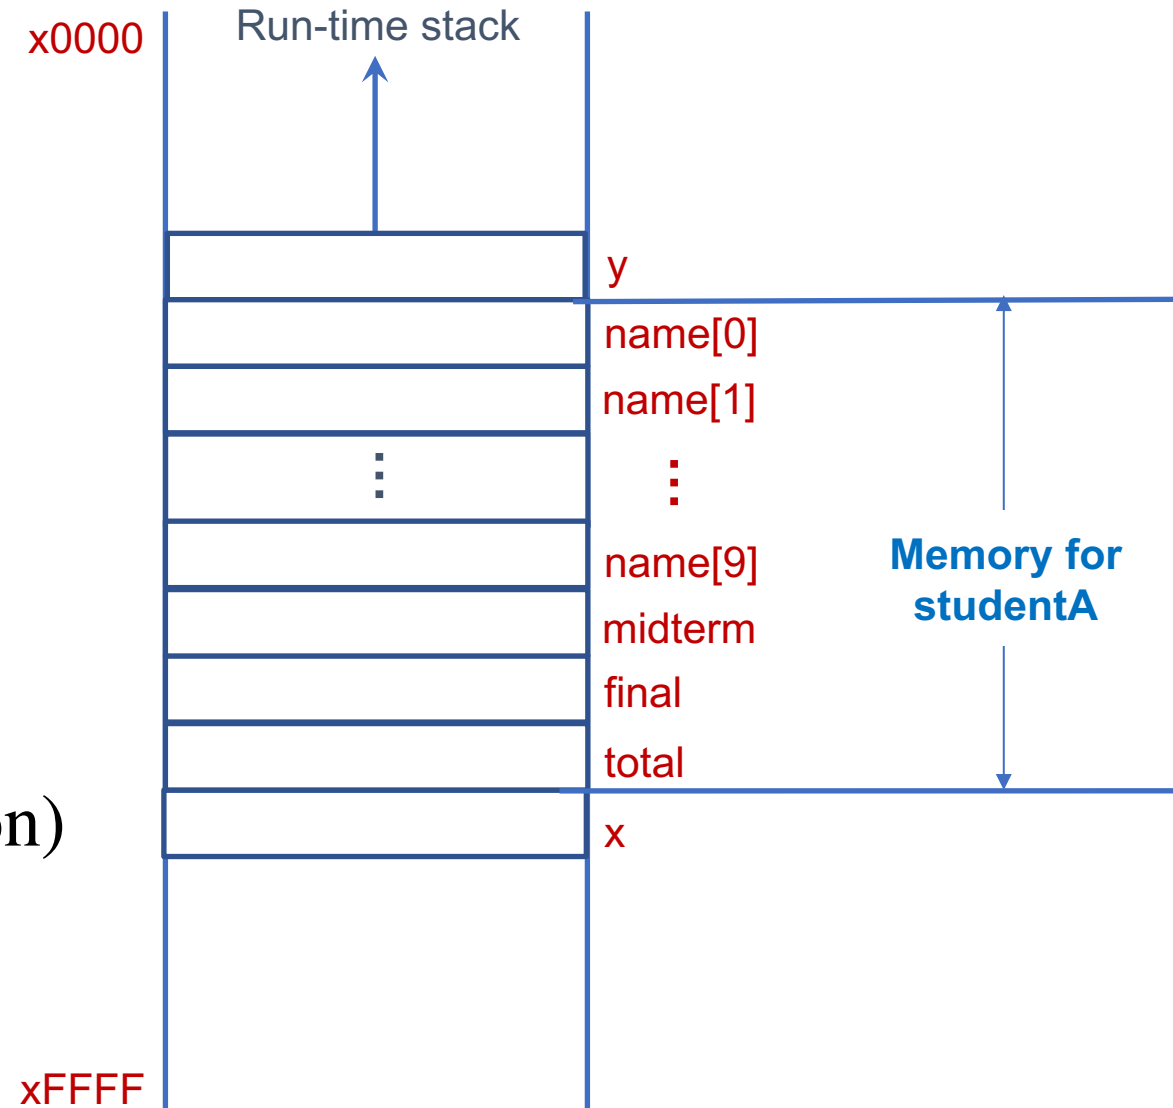 x0000
Run-time stack
y
name[0]
name[1]
⋮
⋮
name[9]
Memory for
studentA
midterm
final
total
n)
x
xFFFF